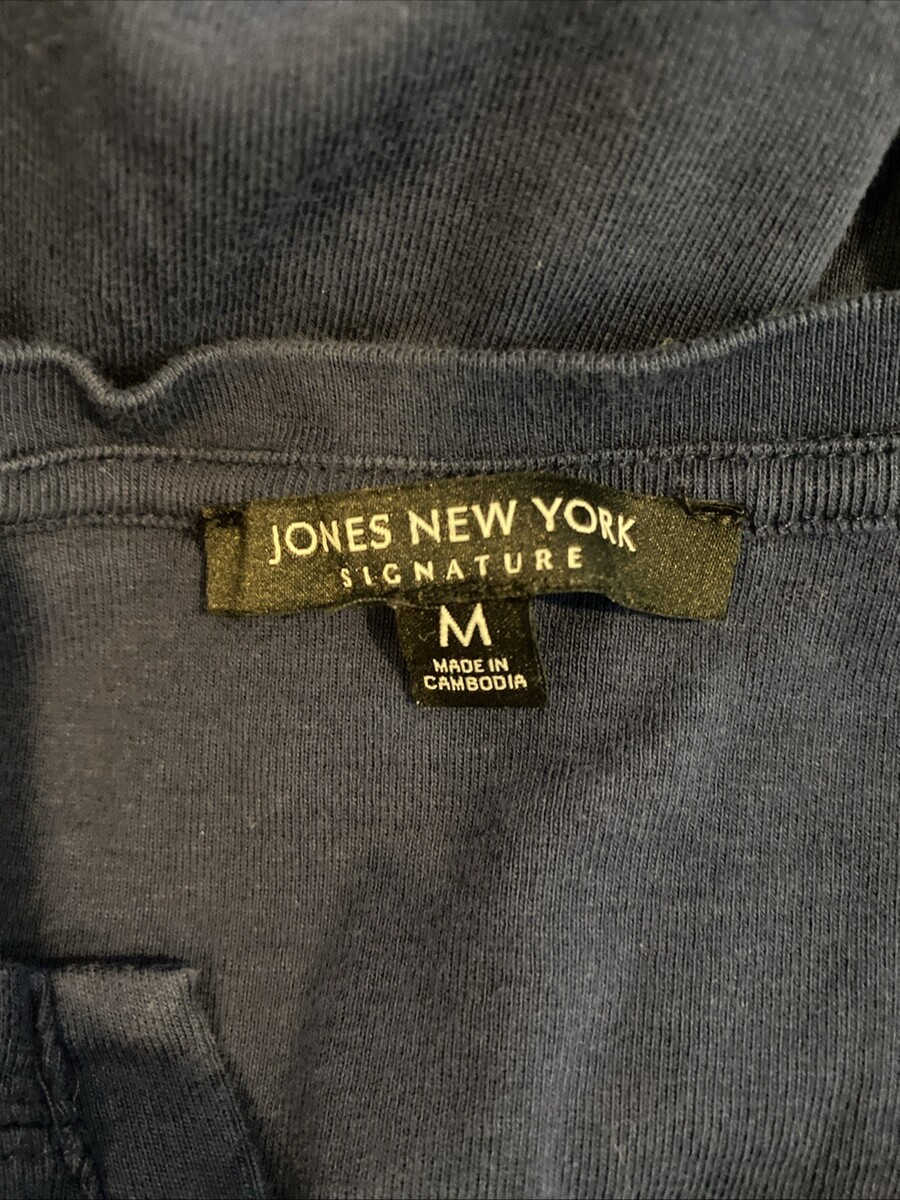 JONES NEW YORK
SIGNATURE
M
MADE IN
CAMBODIA